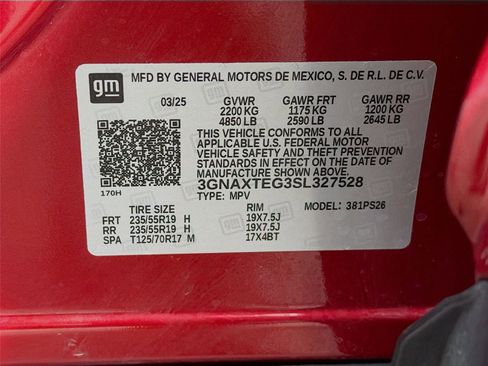 gm
MFD BY GENERAL MOTORS DE MEXICO, S. DE R.L. DE C.V.
03/25 GVWR GAWR FRT GAWR RR
2200 KG 1175 KG 1200 KG
4850 LB 2590 LB 2645 LB
THIS VEHICLE CONFORMS TO ALL
APPLICABLE U.S. FEDERAL MOTOR
VEHICLE SAFETY AND THEFT PREVENTION
STANDARDS IN EFFECT ON THE DATE OF
MANUFACTURE SHOWN ABOVE.
3GNAXTEG3SL327528
170H TYPE: MPV
TIRE SIZE RIM MODEL: 381PS26
FRT 235/55R19 H 19X7.5J
RR 235/55R19 H 19X7.5J
SPA T125/70R17 M 17X4BT